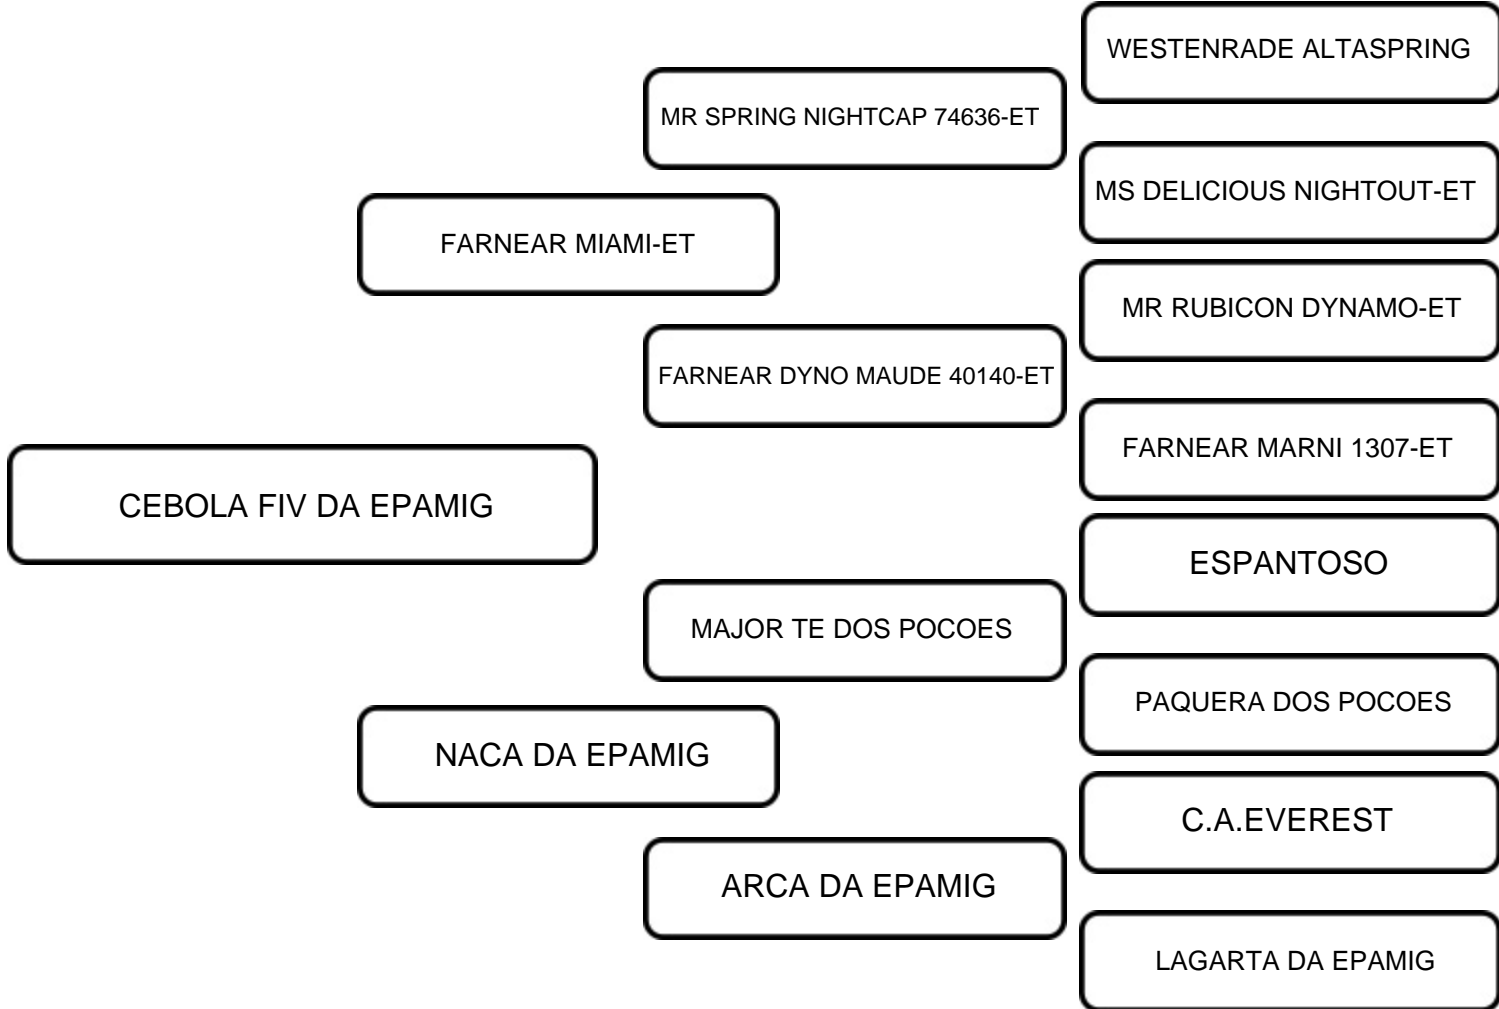 WESTENRADE ALTASPRING
MR SPRING NIGHTCAP 74636-ET
MS DELICIOUS NIGHTOUT-ET
FARNEAR MIAMI-ET
MR RUBICON DYNAMO-ET
FARNEAR DYNO MAUDE 40140-ET
FARNEAR MARNI 1307-ET
CEBOLA FIV DA EPAMIG
ESPANTOSO
MAJOR TE DOS POCOES
PAQUERA DOS POCOES
NACA DA EPAMIG
C.A.EVEREST
ARCA DA EPAMIG
LAGARTA DA EPAMIG